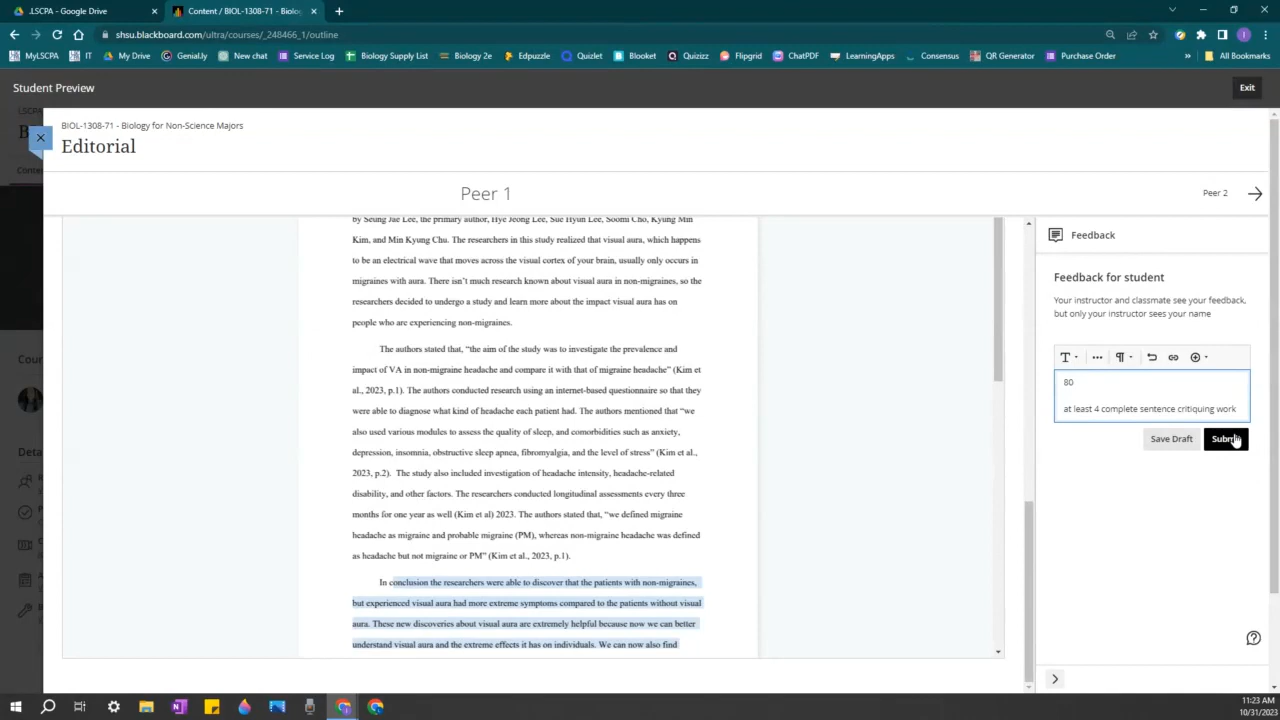 .LSCPA - Google Drive
Content / BIOL-1308-71 - Biolog
shsu.blackboard.com/ultra/courses/_248466_1/outline
MyLSCPA
IT
My Drive
Genially
New chat
Service Log
Biology Supply List
Biology 2e
Edpuzzle
Quizlet
Blooket
Quizizz
Flipgrid
ChatPDF
LearningApps
Consensus
QR Generator
Purchase Order
All Bookmarks
Student Preview
Exit
BIOL-1308-71 - Biology for Non-Science Majors
Editorial
Peer 1
Peer 2
by Seung Jae Lee, the primary author, Hye Jeong Lee, Sue Hyun Lee, Soomi Cho, Kyung Min
Kim, and Min Kyung Chu. The researchers in this study realized that visual aura, which happens
to be an electrical wave that moves across the visual cortex of your brain, usually only occurs in
migraines with aura. There isn't much research known about visual aura in non-migraines, so the
researchers decided to undergo a study and learn more about the impact visual aura has on
people who are experiencing non-migraines.
The authors stated that, “the aim of the study was to investigate the prevalence and
impact of VA in non-migraine headache and compare it with that of migraine headache” (Kim et
al., 2023, p.1). The authors conducted research using an internet-based questionnaire so that they
were able to diagnose what kind of headache each patient had. The authors mentioned that “we
also used various modules to assess the quality of sleep, and comorbidities such as anxiety,
depression, insomnia, obstructive sleep apnea, fibromyalgia, and the level of stress” (Kim et al.,
2023, p.2). The study also included investigation of headache intensity, headache-related
disability, and other factors. The researchers conducted longitudinal assessments every three
months for one year as well (Kim et al) 2023. The authors stated that, “we defined migraine
headache as migraine and probable migraine (PM), whereas non-migraine headache was defined
as headache but not migraine or PM” (Kim et al., 2023, p.1).
In conclusion the researchers were able to discover that the patients with non-migraines,
but experienced visual aura had more extreme symptoms compared to the patients without visual
aura. These new discoveries about visual aura are extremely helpful because now we can better
understand visual aura and the extreme effects it has on individuals. We can now also find
Feedback
Feedback for student
Your instructor and classmate see your feedback,
but only your instructor sees your name
80
at least 4 complete sentence critiquing work
Save Draft
Submit
LSCPA
B
Conte
Cour
Detai
11:23 AM
10/31/2023